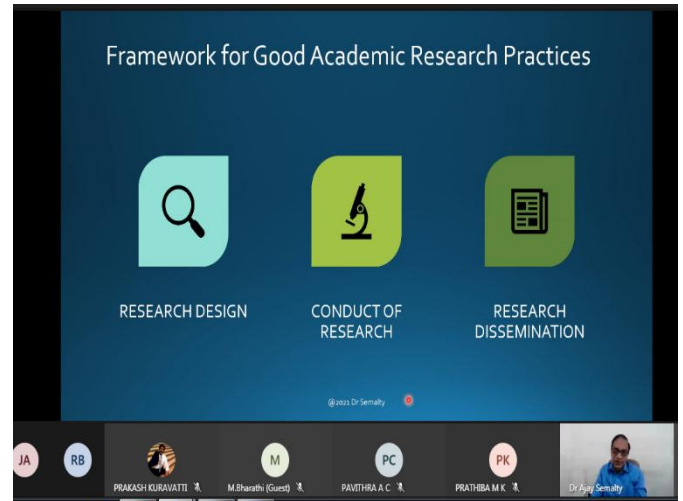 Framework for Good Academic Research Practices
RESEARCH DESIGN
CONDUCT OF
RESEARCH
RESEARCH
DISSEMINATION
@2021 Dr Semalty
JA
RB
M
PC
PK
PRAKASH KURAVATTI
M.Bharathi (Guest)
PAVITHRA A C
PRATHIBA M K
Dr Ajay Semalty